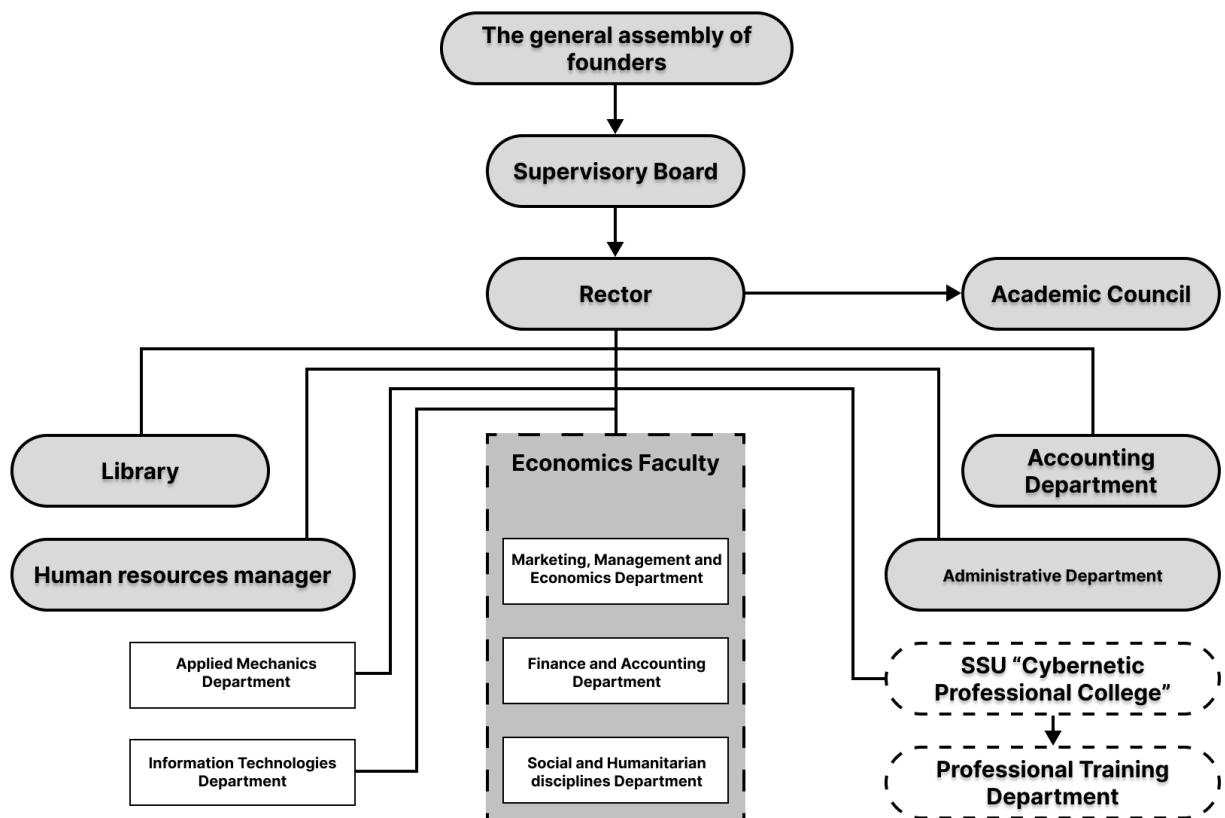 The general assembly of
founders
Supervisory Board
Rector
Academic Council
Library
Economics Faculty
Accounting
Department
Human resources manager
Marketing, Management and
Economics Department
Administrative Department
Applied Mechanics
Department
Finance and Accounting
Department
SSU “Cybernetic
Professional College”
Information Technologies
Department
Social and Humanitarian
disciplines Department
Professional Training
Department